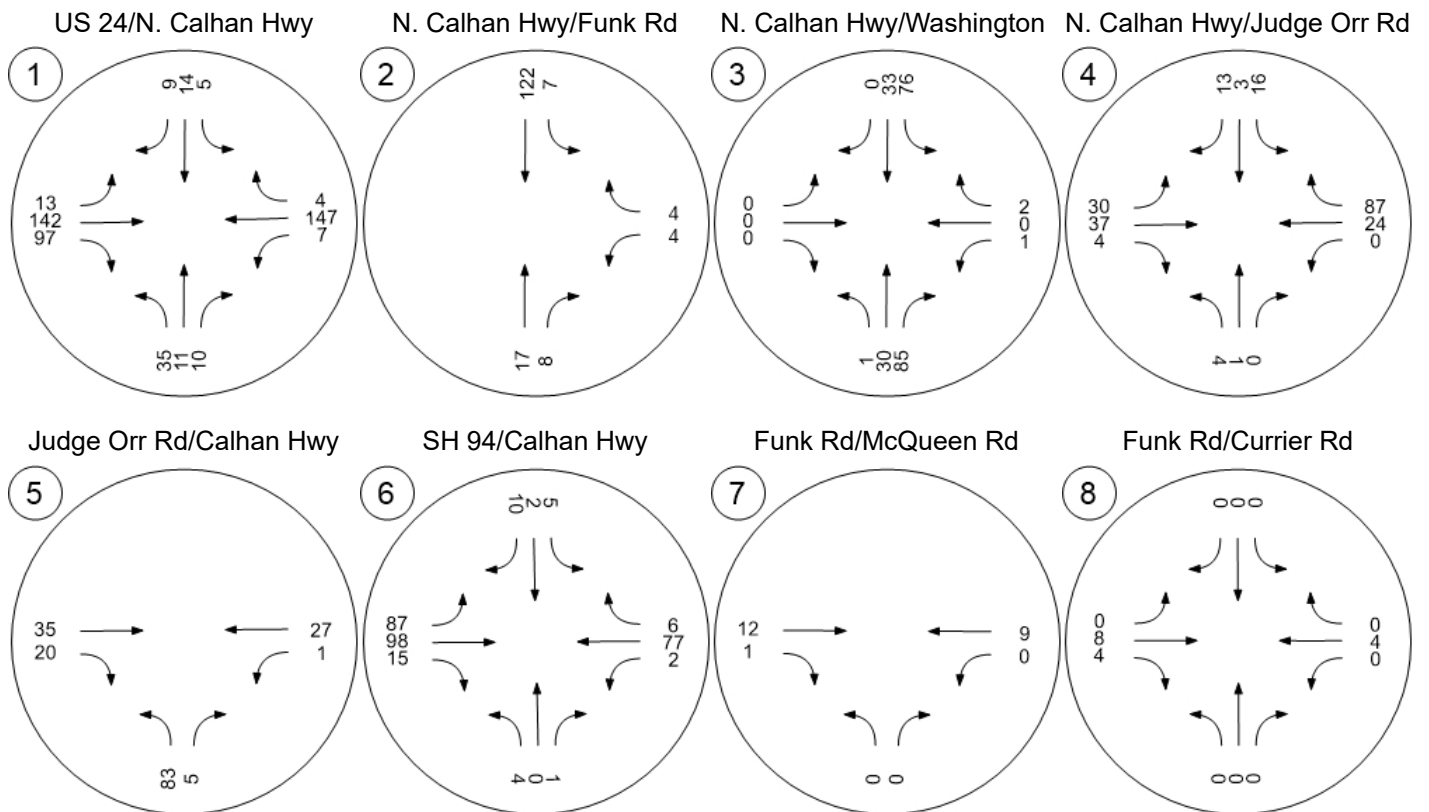 US 24/N. Calhan Hwy
1
9 14 5
13
142
97
4
147
7
35 11 10
N. Calhan Hwy/Funk Rd
2
122 7
4
4
17 8
N. Calhan Hwy/Washington
3
0 33 76
0
0
0
2
0
1
1 30 85
N. Calhan Hwy/Judge Orr Rd
4
13 3 16
30
37
4
87
24
0
4 1 0
Judge Orr Rd/Calhan Hwy
5
35
20
27
1
83 5
SH 94/Calhan Hwy
6
10 2 5
87
98
15
6
77
2
4 0 1
Funk Rd/McQueen Rd
7
12
1
9
0
0 0
Funk Rd/Currier Rd
8
0 0 0
0
8
4
0
4
0
0 0 0